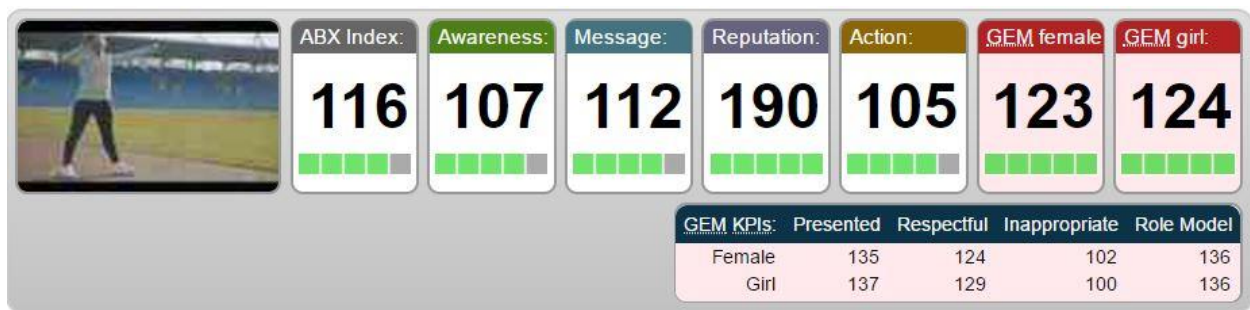 ABX Index: Awareness: Message: Reputation: Action: GEM female GEM girl:
116 107 112 190 105 123 124
GEM KPIs: Presented Respectful Inappropriate Role Model
Female 135 124 102 136
Girl 137 129 100 136